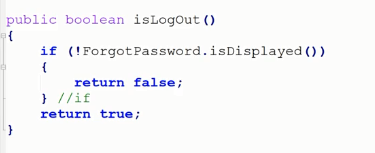 public boolean isLogOut()
{
if (!ForgotPassword.isDisplayed())
{
return false;
} //if
return true;
}